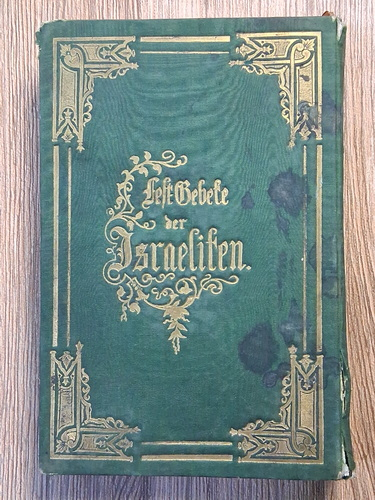 Fest Gebete
der
Israeliten.